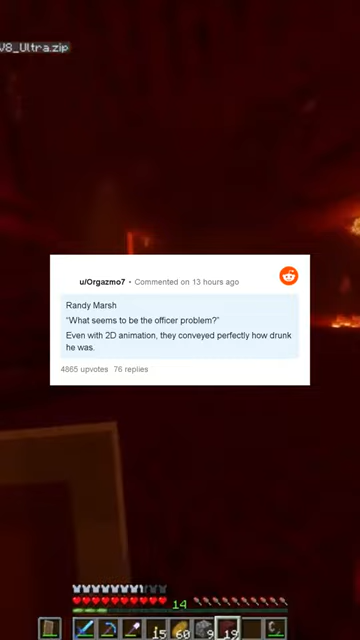 V8_Ultra.zip
u/Orgazmo7 • Commented on 13 hours ago
Randy Marsh
“What seems to be the officer problem?”
Even with 2D animation, they conveyed perfectly how drunk
he was.
4865 upvotes 76 replies
14
15 60 9 19